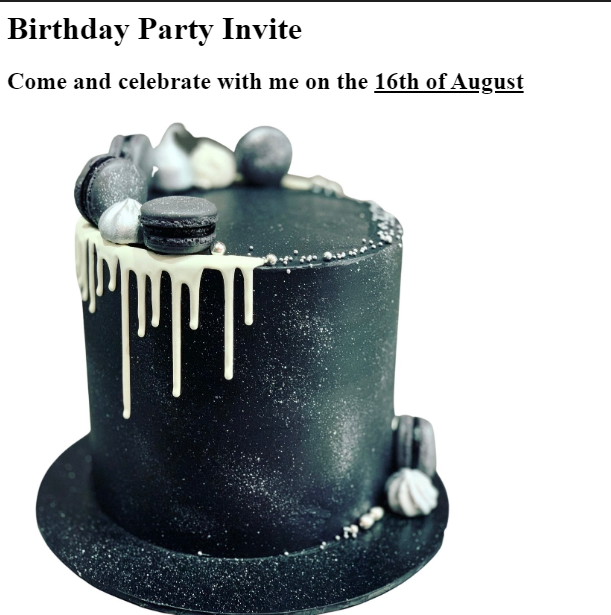 Birthday Party Invite
Come and celebrate with me on the 16th of August